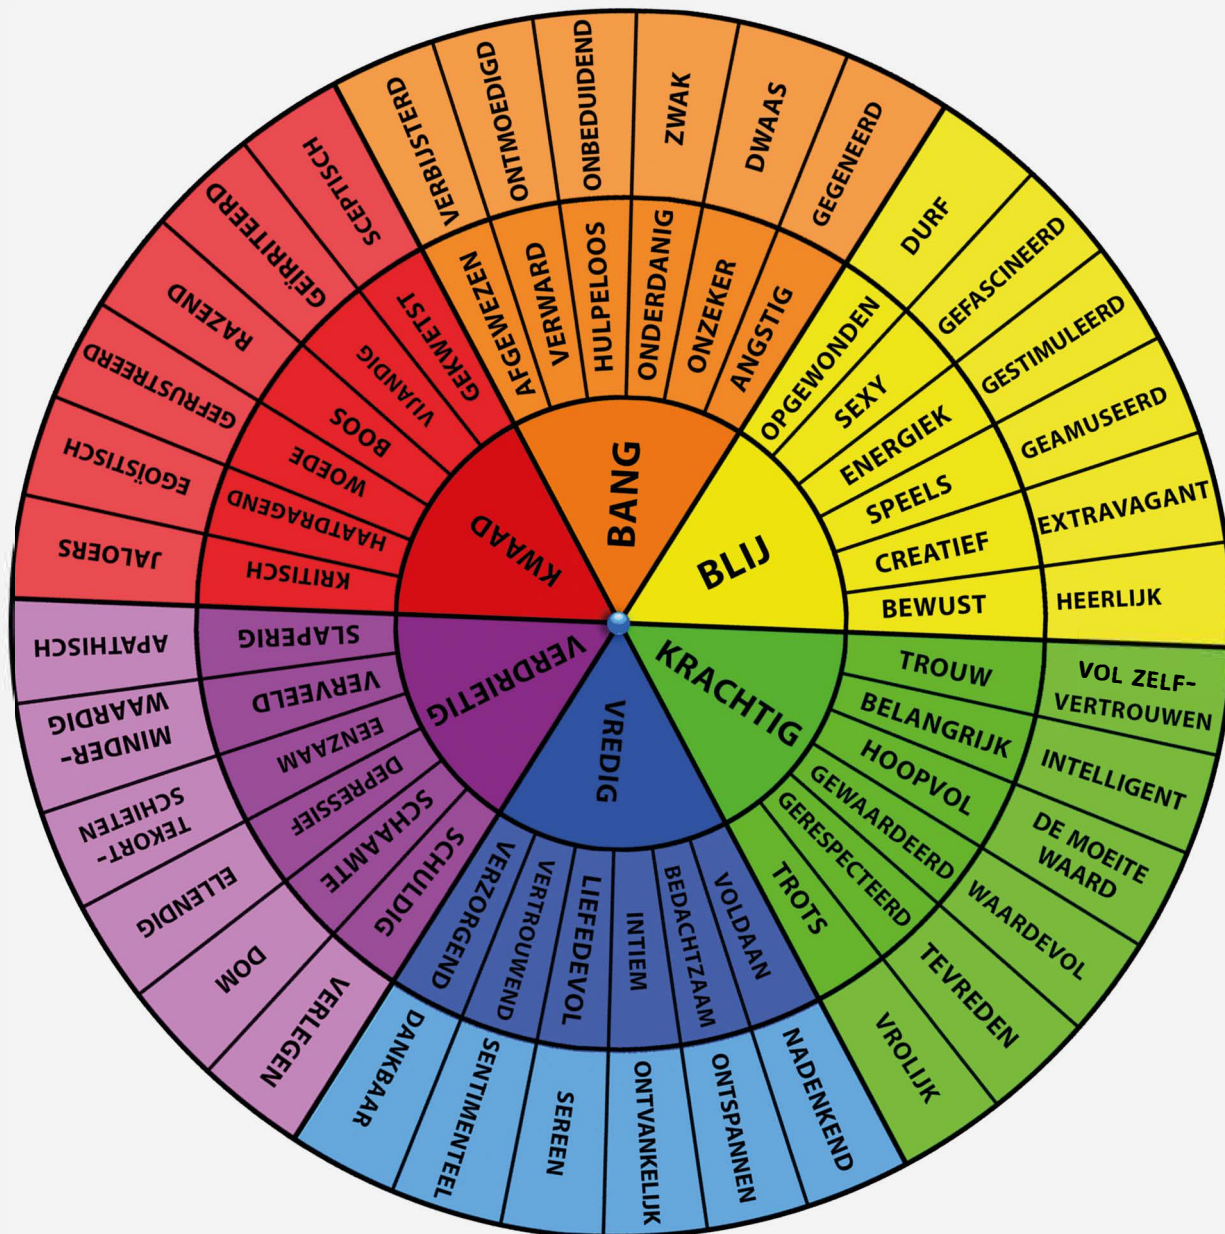 BANG
AFGEWEZEN
VERWARD
HULPELOOS
ONDERDANIG
ONZEKER
ANGSTIG
VERBIJSTERD
ONTMOEDIGD
ONBEDUIDEND
ZWAK
DWAAS
GEGENEERD
BLIJ
OPGEWONDEN
SEXY
ENERGIEK
SPEELS
CREATIEF
BEWUST
DURF
GEFASCINEERD
GESTIMULEERD
GEAMUSEERD
EXTRAVAGANT
HEERLIJK
KRACHTIG
TROUW
BELANGRIJK
HOOPVOL
GEWAARDEERD
GERESPECTEERD
TROTS
VOL ZELF-
VERTROUWEN
INTELLIGENT
DE MOEITE
WAARD
WAARDEVOL
TEVREDEN
VROLIJK
VREDIG
VOLDAAN
BEDACHTZAAM
INTIEM
LIEFEDEVOL
VERTROUWEND
VERZORGEND
NADENKEND
ONTSPANNEN
ONTVANKELIJK
SEREEN
SENTIMENTEEL
DANKBAAR
VERDRIETIG
SCHULDIG
SCHAAMTE
DEPRESSIEF
EENZAAM
VERVEELD
SLAPERIG
VERLEGEN
DOM
ELLENDIG
TEKORT-
SCHIETEN
MINDER-
WAARDIG
APATHISCH
KWAAD
KRITISCH
HAATDRAGEND
WOEDE
BOOS
VIJANDIG
GEKWETST
JALOERS
EGOÏSTISCH
GEFRUSTREERD
RAZEND
GEÏRRITEERD
SCEPTISCH